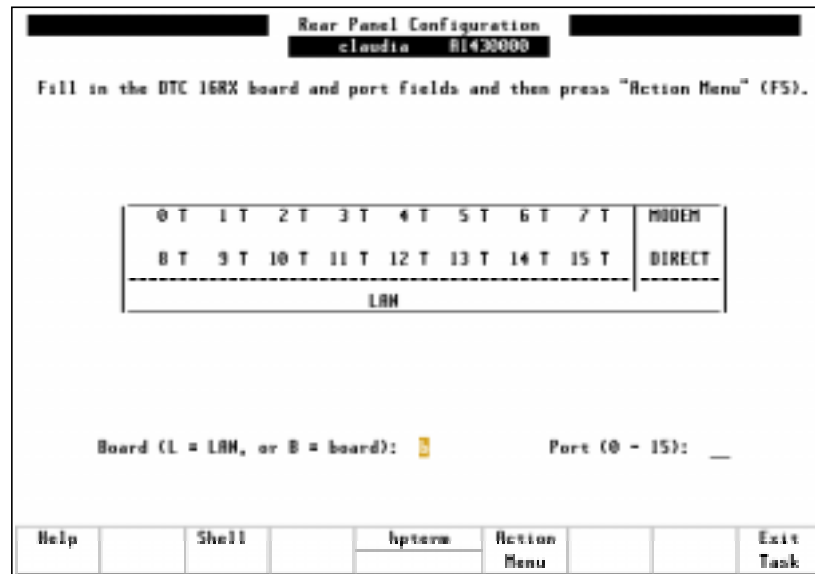 Rear Panel Configuration
claudia A1430000
Fill in the DTC 16RX board and port fields and then press "Action Menu" (F5).
0 T 1 T 2 T 3 T 4 T 5 T 6 T 7 T MODEM
8 T 9 T 10 T 11 T 12 T 13 T 14 T 15 T DIRECT
LAN
Board (L = LAN, or B = board): b Port (0 - 15): __
Help Shell hpterm Action Menu Exit Task